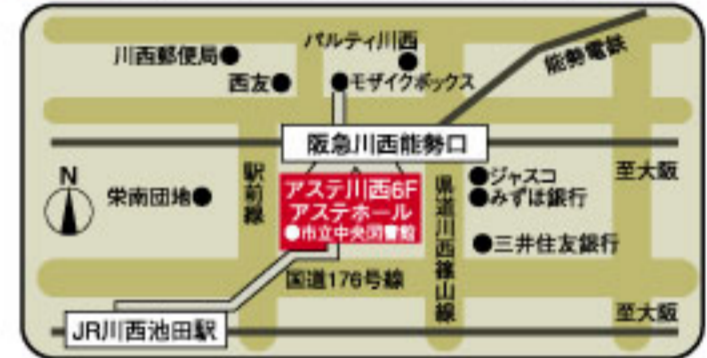 パルティ川西
川西郵便局●
能勢電鉄
西友●
●モザイクボックス
阪急川西能勢口
至大阪
N
栄南団地●
駅前線
アステ川西6F
アステホール
●市立中央図書館
県道川西篠山線
●ジャスコ
●みずほ銀行
●三井住友銀行
国道176号線
JR川西池田駅
至大阪